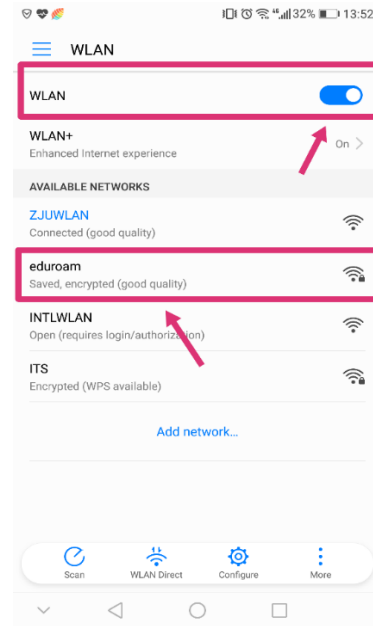 32% 13:52
WLAN
WLAN
WLAN+
Enhanced Internet experience
On
AVAILABLE NETWORKS
ZJUWLAN
Connected (good quality)
eduroam
Saved, encrypted (good quality)
INTLWLAN
Open (requires login/authorization)
ITS
Encrypted (WPS available)
Add network...
Scan WLAN Direct Configure More